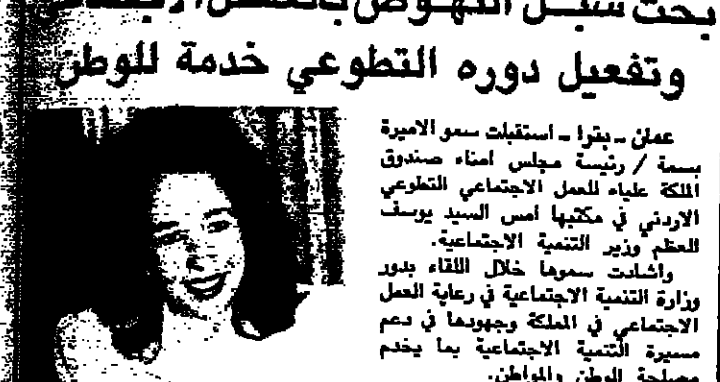 بحث سبل النهوض بالعمل الاجتماعي
وتفعيل دوره التطوعي خدمة للوطن
عمان ـ بترا ـ استقبلت سمو الاميرة
بسمة / رئيسة مجلس امناء صندوق
الملكة علياء للعمل الاجتماعي التطوعي
الاردني في مكتبها امس السيد يوسف
العظم وزير التنمية الاجتماعية.
واشادت سموها خلال اللقاء بدور
وزارة التنمية الاجتماعية في رعاية العمل
الاجتماعي في المملكة وجهودها في دعم
مسيرة التنمية الاجتماعية بما يخدم
مصلحة الوطن والمواطن.